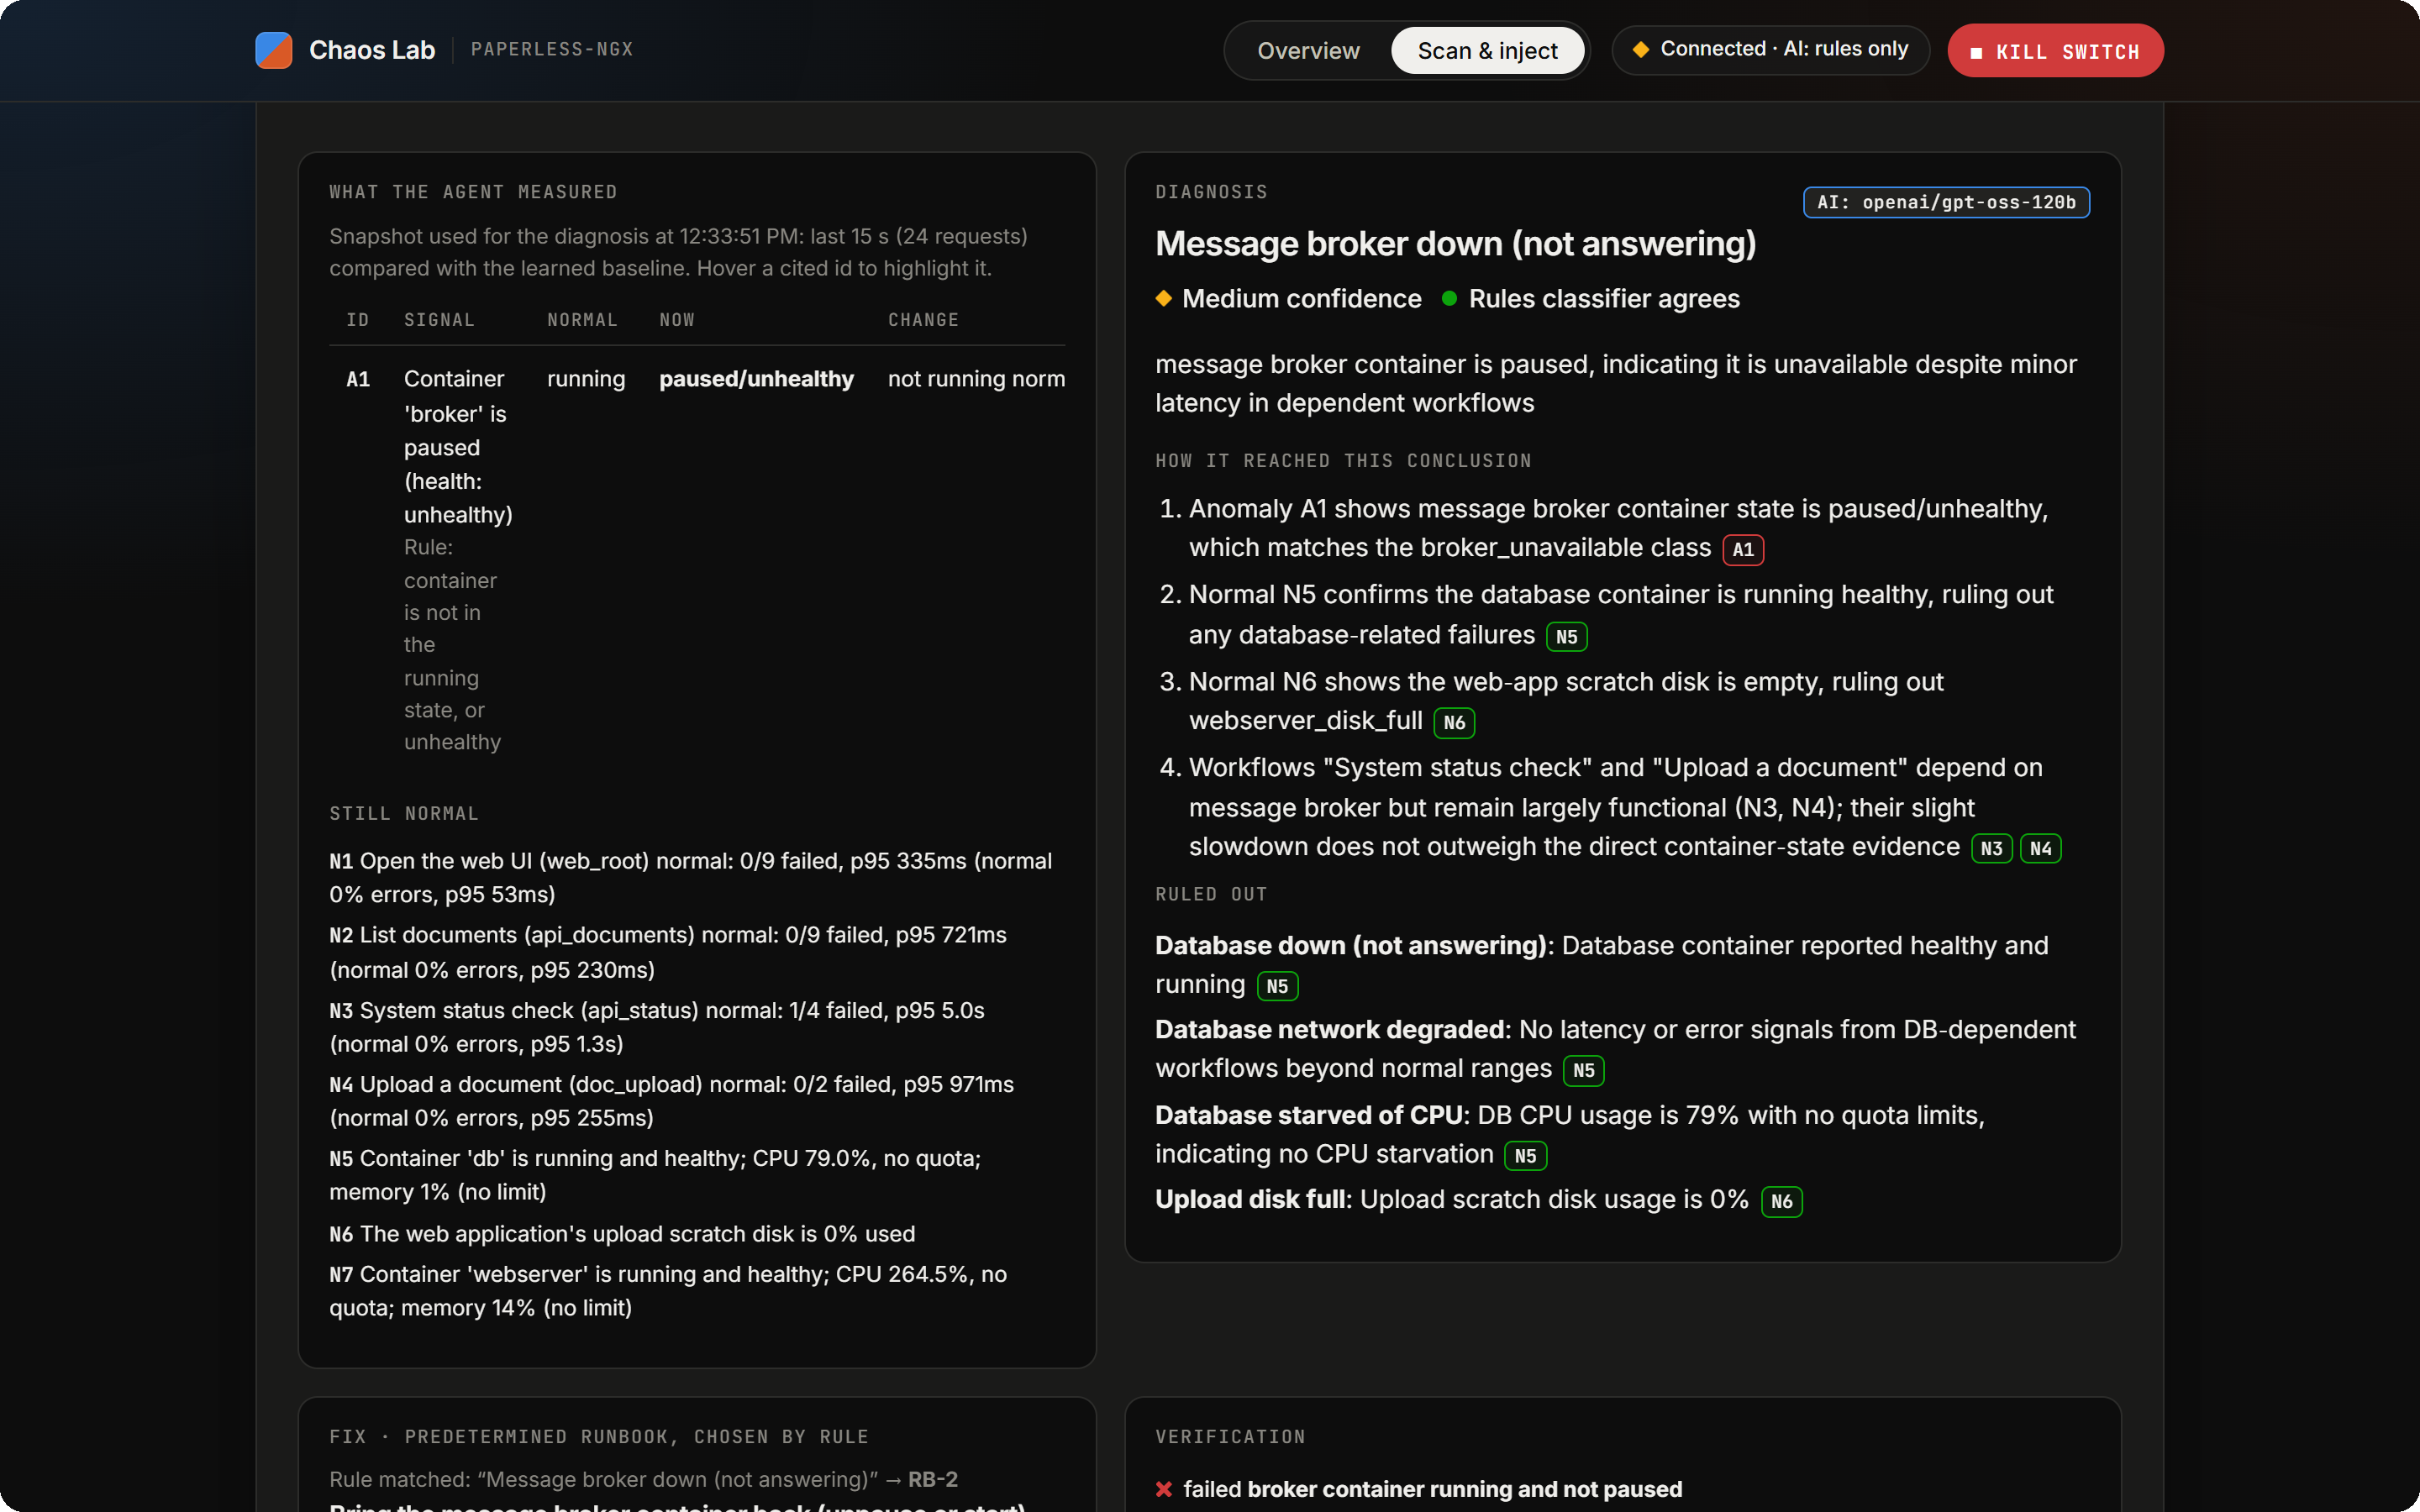 Chaos Lab
PAPERLESS-NGX
Overview
Scan & inject
Connected · AI: rules only
KILL SWITCH
WHAT THE AGENT MEASURED
Snapshot used for the diagnosis at 12:33:51 PM: last 15 s (24 requests)
compared with the learned baseline. Hover a cited id to highlight it.
ID SIGNAL NORMAL NOW CHANGE
A1 Container running paused/unhealthy not running norm
'broker' is
paused
(health:
unhealthy)
Rule:
container
is not in
the
running
state, or
unhealthy
STILL NORMAL
N1 Open the web UI (web_root) normal: 0/9 failed, p95 335ms (normal
0% errors, p95 53ms)
N2 List documents (api_documents) normal: 0/9 failed, p95 721ms
(normal 0% errors, p95 230ms)
N3 System status check (api_status) normal: 1/4 failed, p95 5.0s
(normal 0% errors, p95 1.3s)
N4 Upload a document (doc_upload) normal: 0/2 failed, p95 971ms
(normal 0% errors, p95 255ms)
N5 Container 'db' is running and healthy; CPU 79.0%, no quota;
memory 1% (no limit)
N6 The web application's upload scratch disk is 0% used
N7 Container 'webserver' is running and healthy; CPU 264.5%, no
quota; memory 14% (no limit)
DIAGNOSIS
AI: openai/gpt-oss-120b
Message broker down (not answering)
Medium confidence Rules classifier agrees
message broker container is paused, indicating it is unavailable despite minor
latency in dependent workflows
HOW IT REACHED THIS CONCLUSION
1. Anomaly A1 shows message broker container state is paused/unhealthy,
which matches the broker_unavailable class A1
2. Normal N5 confirms the database container is running healthy, ruling out
any database-related failures N5
3. Normal N6 shows the web-app scratch disk is empty, ruling out
webserver_disk_full N6
4. Workflows "System status check" and "Upload a document" depend on
message broker but remain largely functional (N3, N4); their slight
slowdown does not outweigh the direct container-state evidence N3 N4
RULED OUT
Database down (not answering): Database container reported healthy and
running N5
Database network degraded: No latency or error signals from DB-dependent
workflows beyond normal ranges N5
Database starved of CPU: DB CPU usage is 79% with no quota limits,
indicating no CPU starvation N5
Upload disk full: Upload scratch disk usage is 0% N6
FIX · PREDETERMINED RUNBOOK, CHOSEN BY RULE
Rule matched: “Message broker down (not answering)” → RB-2
Bring the message broker container back (unpause or start)
VERIFICATION
failed broker container running and not paused